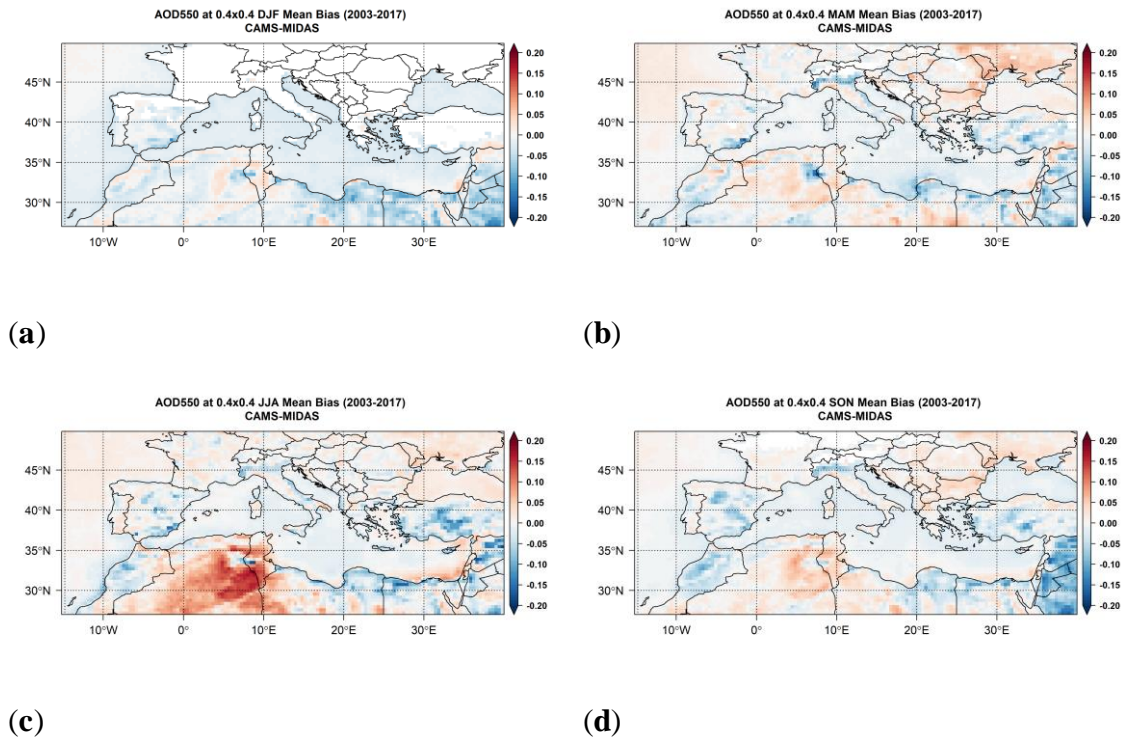 AOD550 at 0.4x0.4 DJF Mean Bias (2003-2017)
CAMS-MIDAS
45°N
40°N
35°N
30°N
10°W 0° 10°E 20°E 30°E
0.20
0.15
0.10
0.05
0.00
-0.05
-0.10
-0.15
-0.20
(a)
AOD550 at 0.4x0.4 MAM Mean Bias (2003-2017)
CAMS-MIDAS
45°N
40°N
35°N
30°N
10°W 0° 10°E 20°E 30°E
0.20
0.15
0.10
0.05
0.00
-0.05
-0.10
-0.15
-0.20
(b)
AOD550 at 0.4x0.4 JJA Mean Bias (2003-2017)
CAMS-MIDAS
45°N
40°N
35°N
30°N
10°W 0° 10°E 20°E 30°E
0.20
0.15
0.10
0.05
0.00
-0.05
-0.10
-0.15
-0.20
(c)
AOD550 at 0.4x0.4 SON Mean Bias (2003-2017)
CAMS-MIDAS
45°N
40°N
35°N
30°N
10°W 0° 10°E 20°E 30°E
0.20
0.15
0.10
0.05
0.00
-0.05
-0.10
-0.15
-0.20
(d)